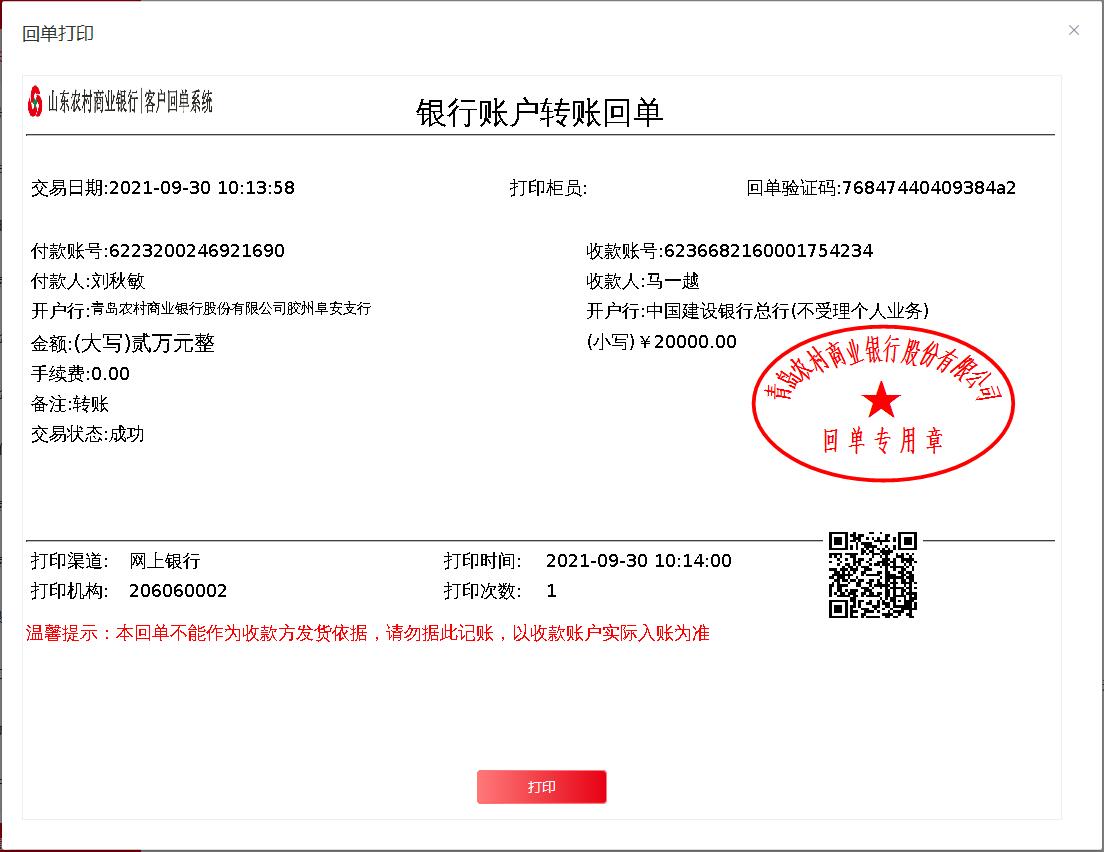 回单打印
×
山东农村商业银行|客户回单系统
银行账户转账回单
交易日期:2021-09-30 10:13:58 打印柜员: 回单验证码:76847440409384a2
付款账号:6223200246921690 收款账号:6236682160001754234
付款人:刘秋敏 收款人:马一越
开户行:青岛农村商业银行股份有限公司胶州阜安支行 开户行:中国建设银行总行(不受理个人业务)
金额:(大写)贰万元整 (小写)￥20000.00
手续费:0.00
备注:转账
交易状态:成功
青岛农村商业银行股份有限公司
回单专用章
打印渠道: 网上银行 打印时间: 2021-09-30 10:14:00
打印机构: 206060002 打印次数: 1
温馨提示：本回单不能作为收款方发货依据，请勿据此记账，以收款账户实际入账为准
打印